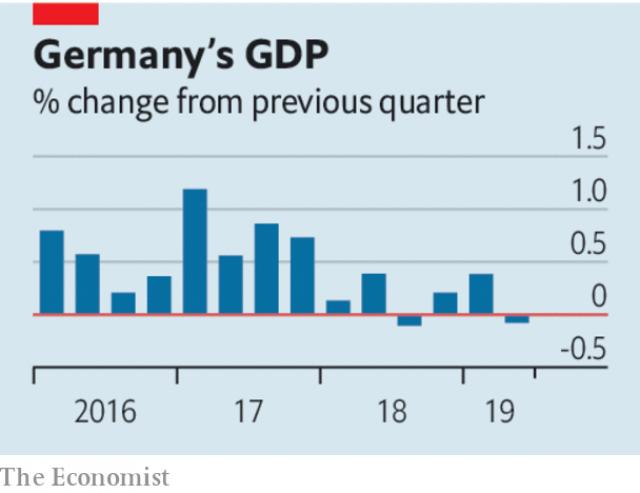 Germany’s GDP
% change from previous quarter
1.5
1.0
0.5
0
-0.5
2016 17 18 19
The Economist